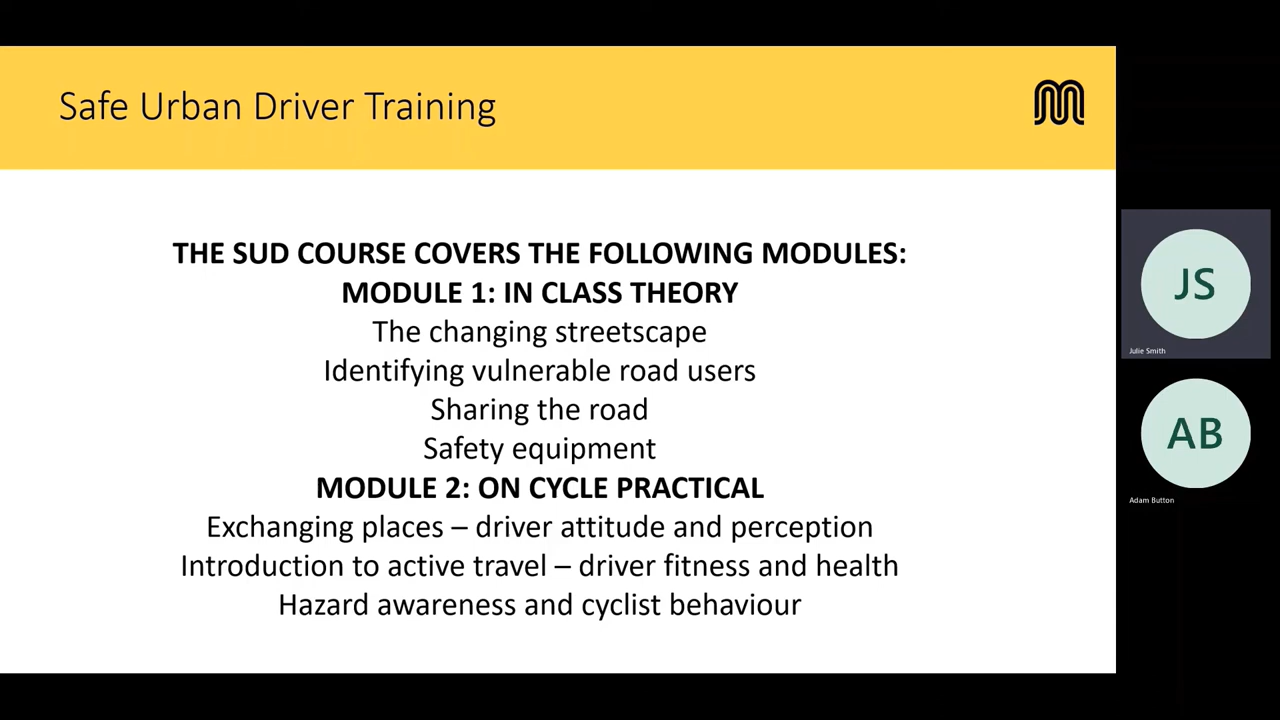 Safe Urban Driver Training
THE SUD COURSE COVERS THE FOLLOWING MODULES:
MODULE 1: IN CLASS THEORY
The changing streetscape
Identifying vulnerable road users
Sharing the road
Safety equipment
MODULE 2: ON CYCLE PRACTICAL
Exchanging places – driver attitude and perception
Introduction to active travel – driver fitness and health
Hazard awareness and cyclist behaviour
JS
Julie Smith
AB
Adam Button